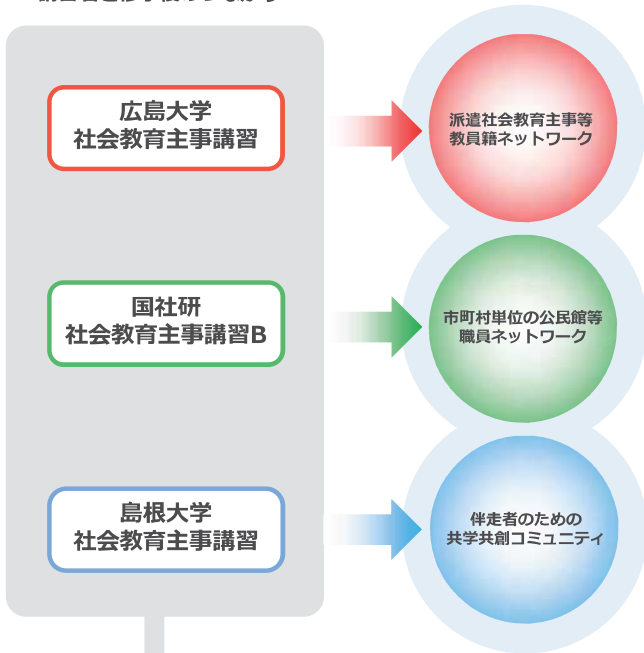 広島大学
社会教育主事講習
派遣社会教育主事等
教員籍ネットワーク
国社研
社会教育主事講習B
市町村単位の公民館等
職員ネットワーク
島根大学
社会教育主事講習
伴走者のための
共学共創コミュニティ